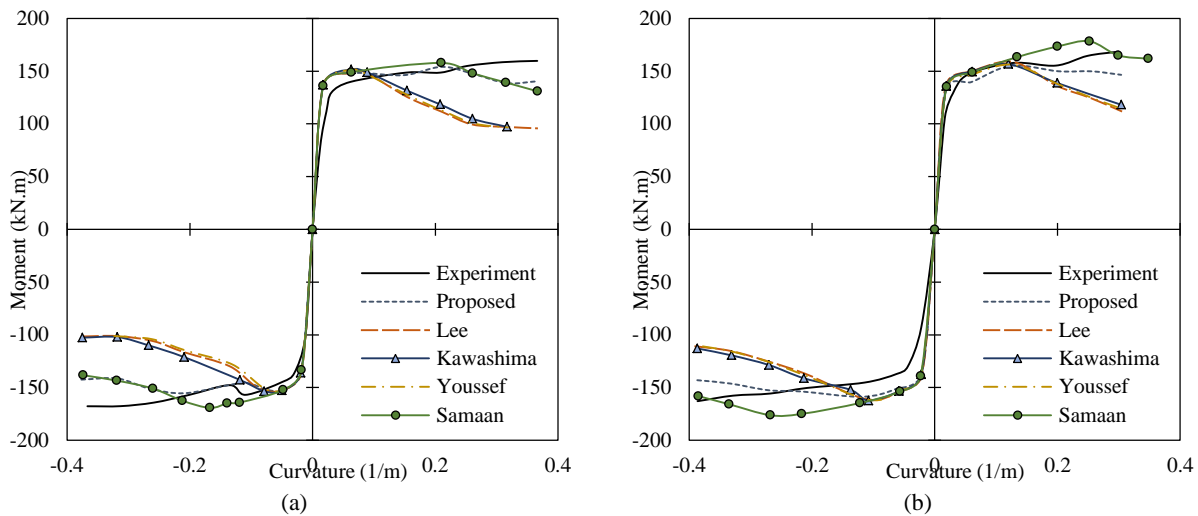 200
150
100
50
0
-50
-100
-150
-200
Moment (kN.m)
-0.4
-0.2
0
0.2
0.4
Curvature (1/m)
Experiment
Proposed
Lee
Kawashima
Youssef
Samaan
(a)
200
150
100
50
0
-50
-100
-150
-200
Moment (kN.m)
-0.4
-0.2
0
0.2
0.4
Curvature (1/m)
Experiment
Proposed
Lee
Kawashima
Youssef
Samaan
(b)